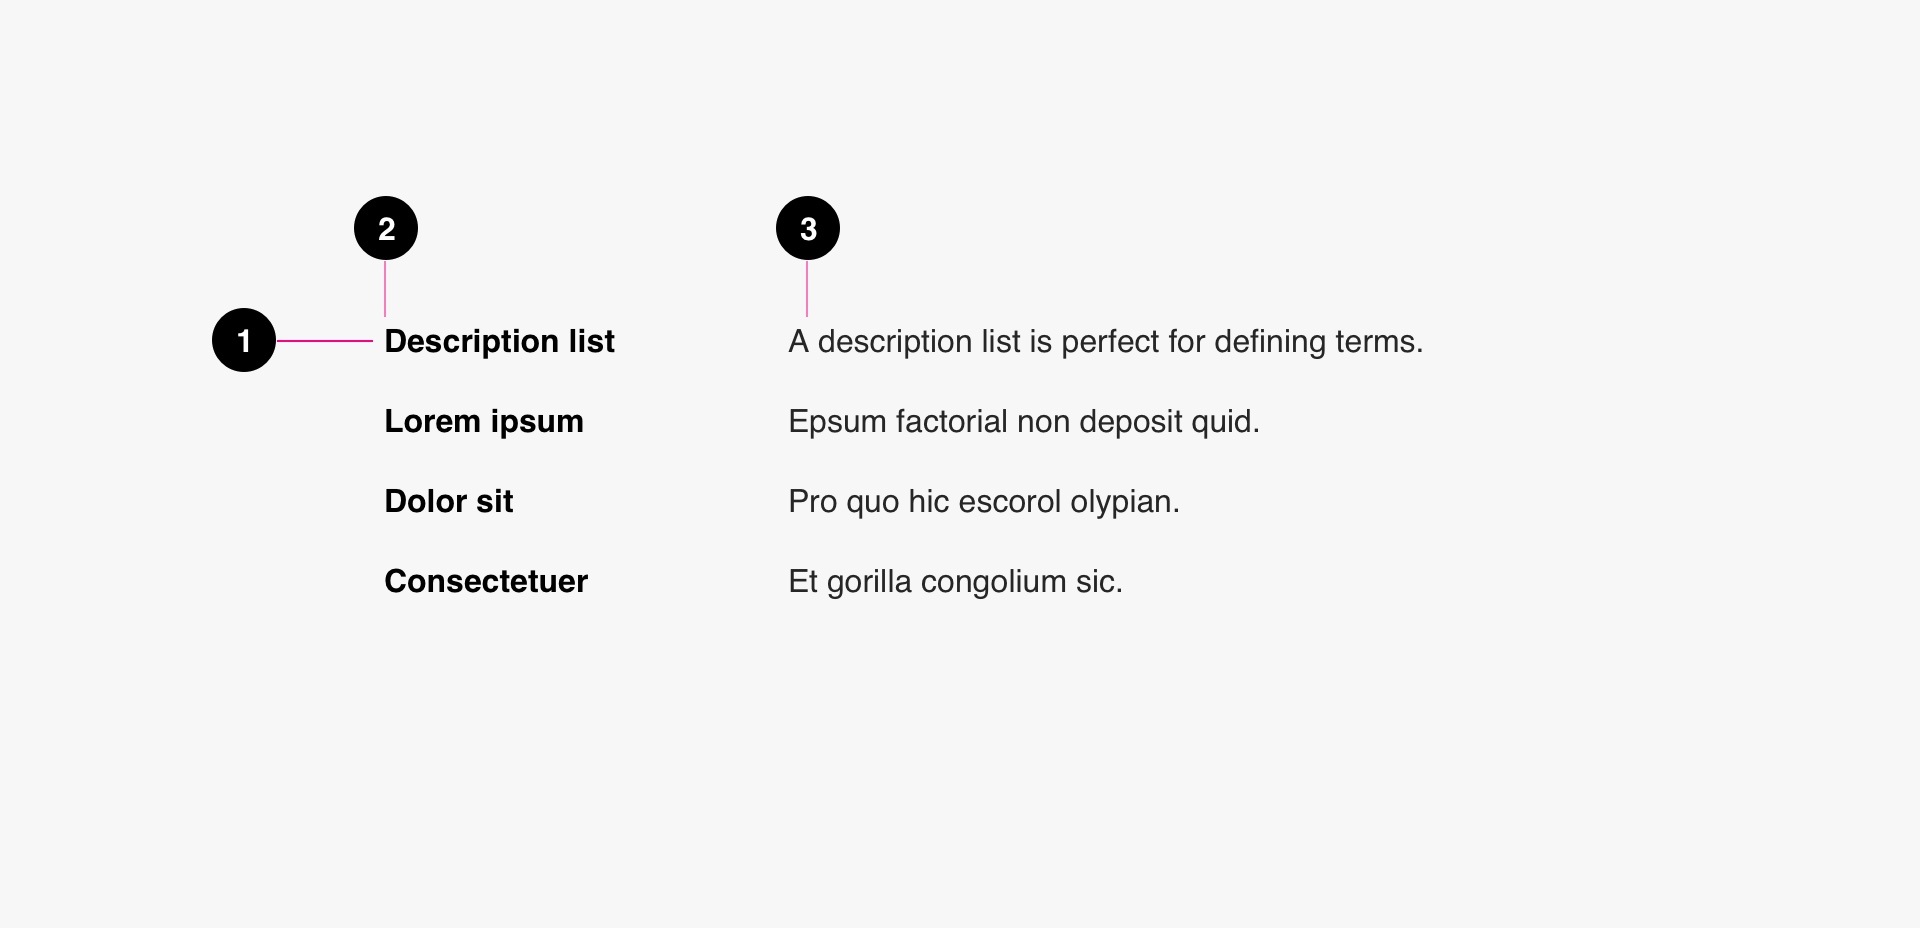 2 3
1 Description list A description list is perfect for defining terms.
Lorem ipsum Epsum factorial non deposit quid.
Dolor sit Pro quo hic escorol olypian.
Consectetuer Et gorilla congolium sic.